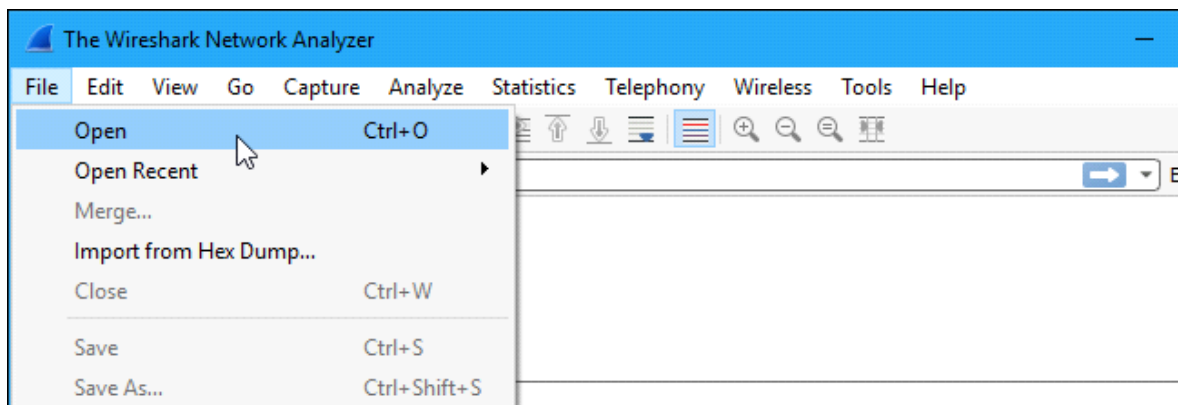 The Wireshark Network Analyzer
File Edit View Go Capture Analyze Statistics Telephony Wireless Tools Help
Open Ctrl+O
Open Recent
Merge...
Import from Hex Dump...
Close Ctrl+W
Save Ctrl+S
Save As... Ctrl+Shift+S